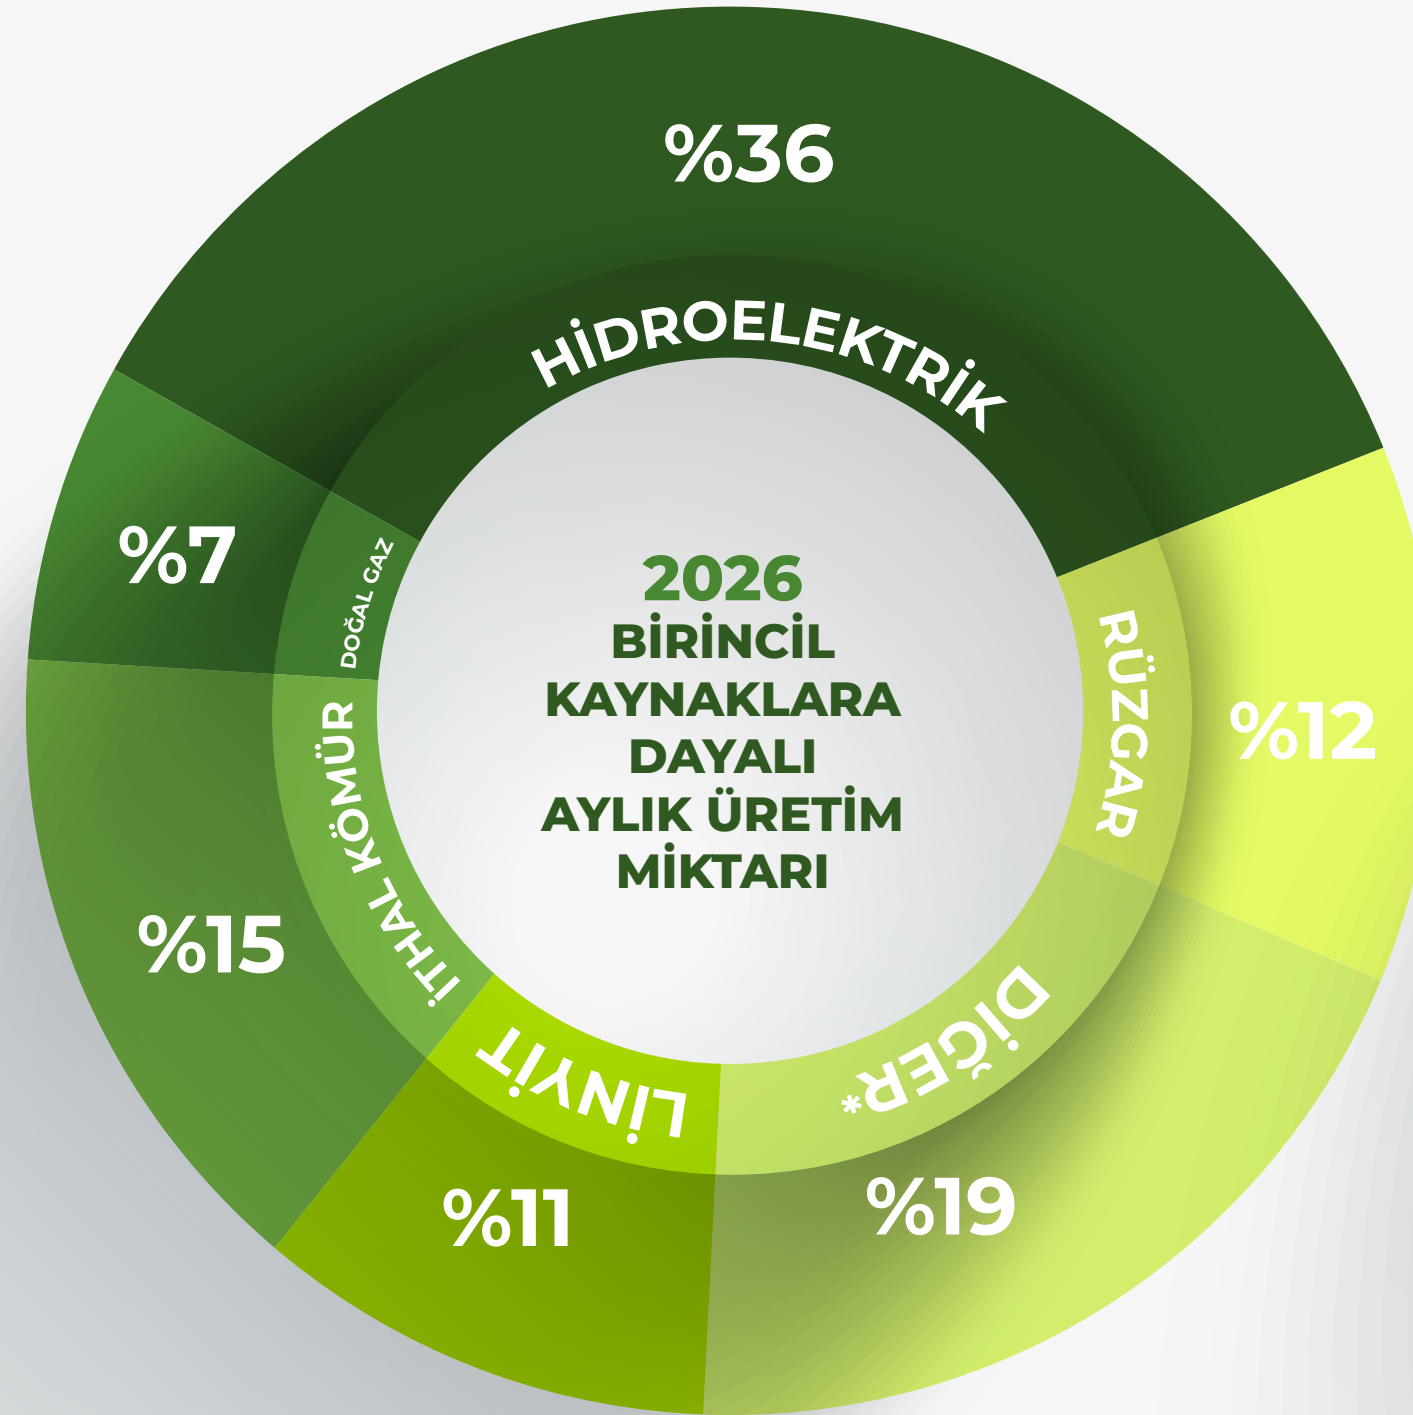 %36
HİDROELEKTRİK
%7
DOĞAL GAZ
%12
RÜZGAR
2026
BİRİNCİL
KAYNAKLARA
DAYALI
AYLIK ÜRETİM
MİKTARI
%15
İTHAL KÖMÜR
%11
LİNYİT
%19
DİĞER*